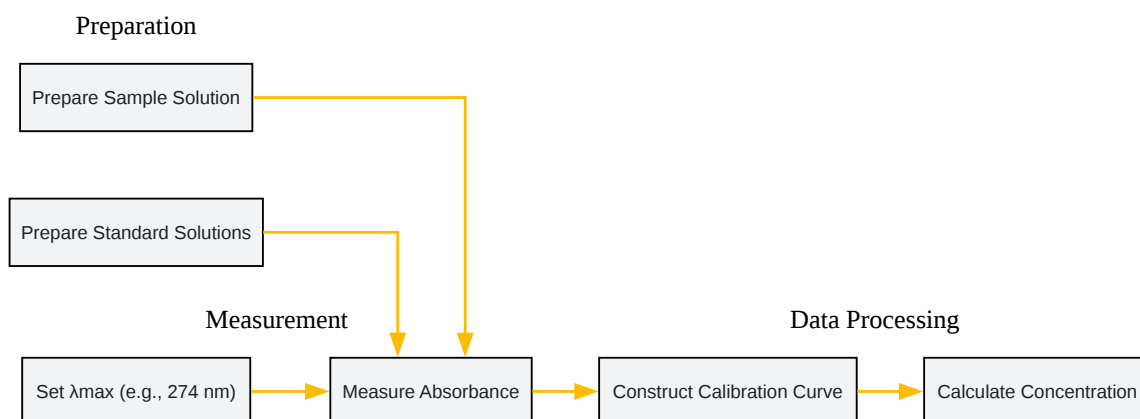 Preparation
Prepare Sample Solution
Prepare Standard Solutions
Measurement
Data Processing
Set λmax (e.g., 274 nm)
Measure Absorbance
Construct Calibration Curve
Calculate Concentration